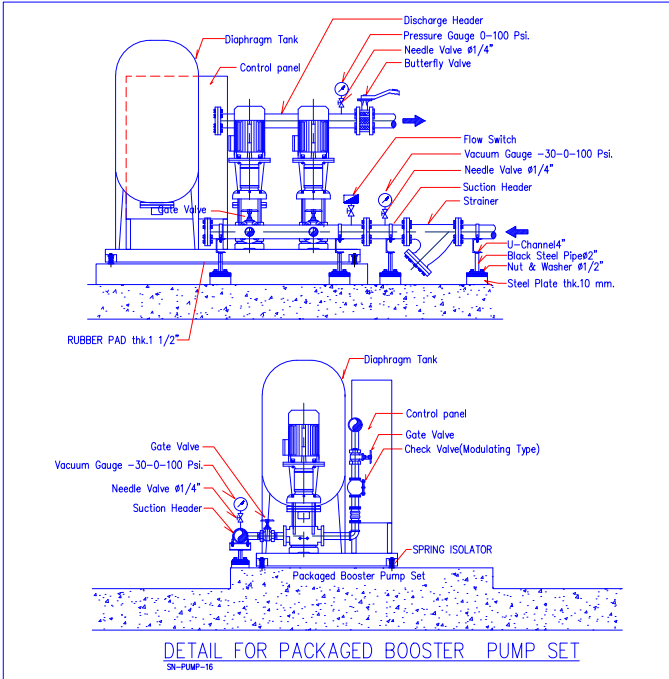 Discharge Header
Pressure Gauge 0-100 Psi.
Diaphragm Tank
Needle Valve ø1/4"
Butterfly Valve
Control panel
Flow Switch
Vacuum Gauge -30-0-100 Psi.
Needle Valve ø1/4"
Suction Header
Strainer
Gate Valve
U-Channel4"
Black Steel Pipeø2"
Nut & Washer ø1/2"
Steel Plate thk.10 mm.
RUBBER PAD thk.1 1/2"
Diaphragm Tank
Control panel
Gate Valve
Gate Valve
Check Valve(Modulating Type)
Vacuum Gauge -30-0-100 Psi.
Needle Valve ø1/4"
Suction Header
SPRING ISOLATOR
Packaged Booster Pump Set
DETAIL FOR PACKAGED BOOSTER PUMP SET
SN-PUMP-16